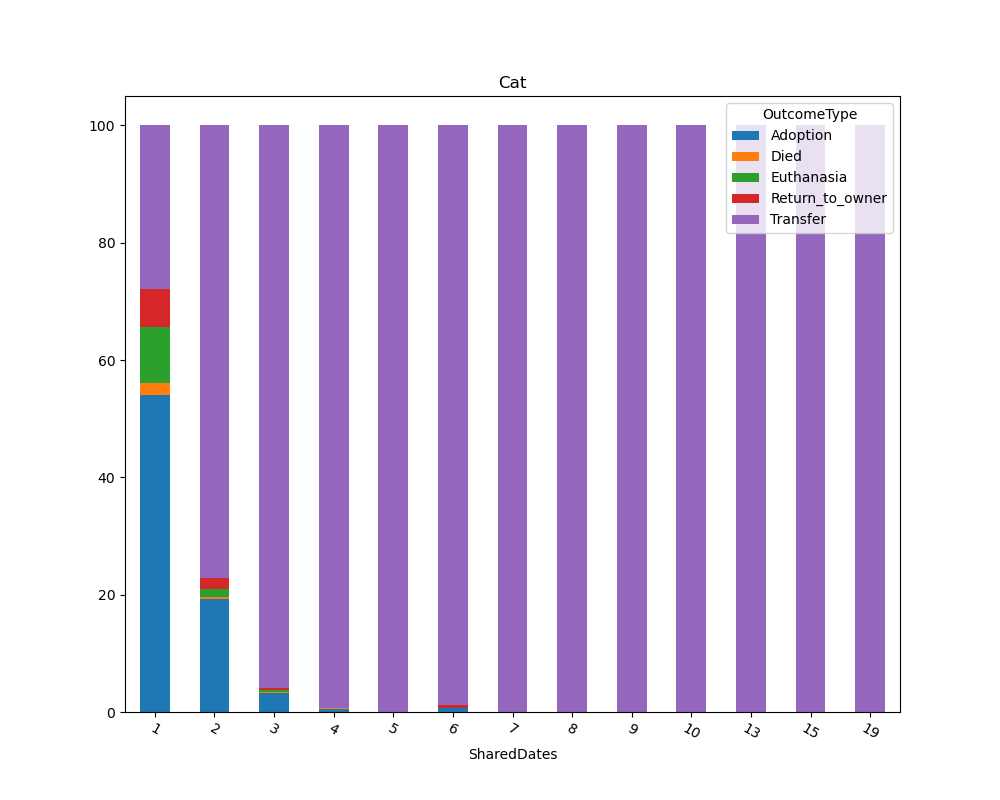 Cat
OutcomeType
Adoption
Died
Euthanasia
Return_to_owner
Transfer
100
80
60
40
20
0
1 2 3 4 5 6 7 8 9 10 13 15 19
SharedDates